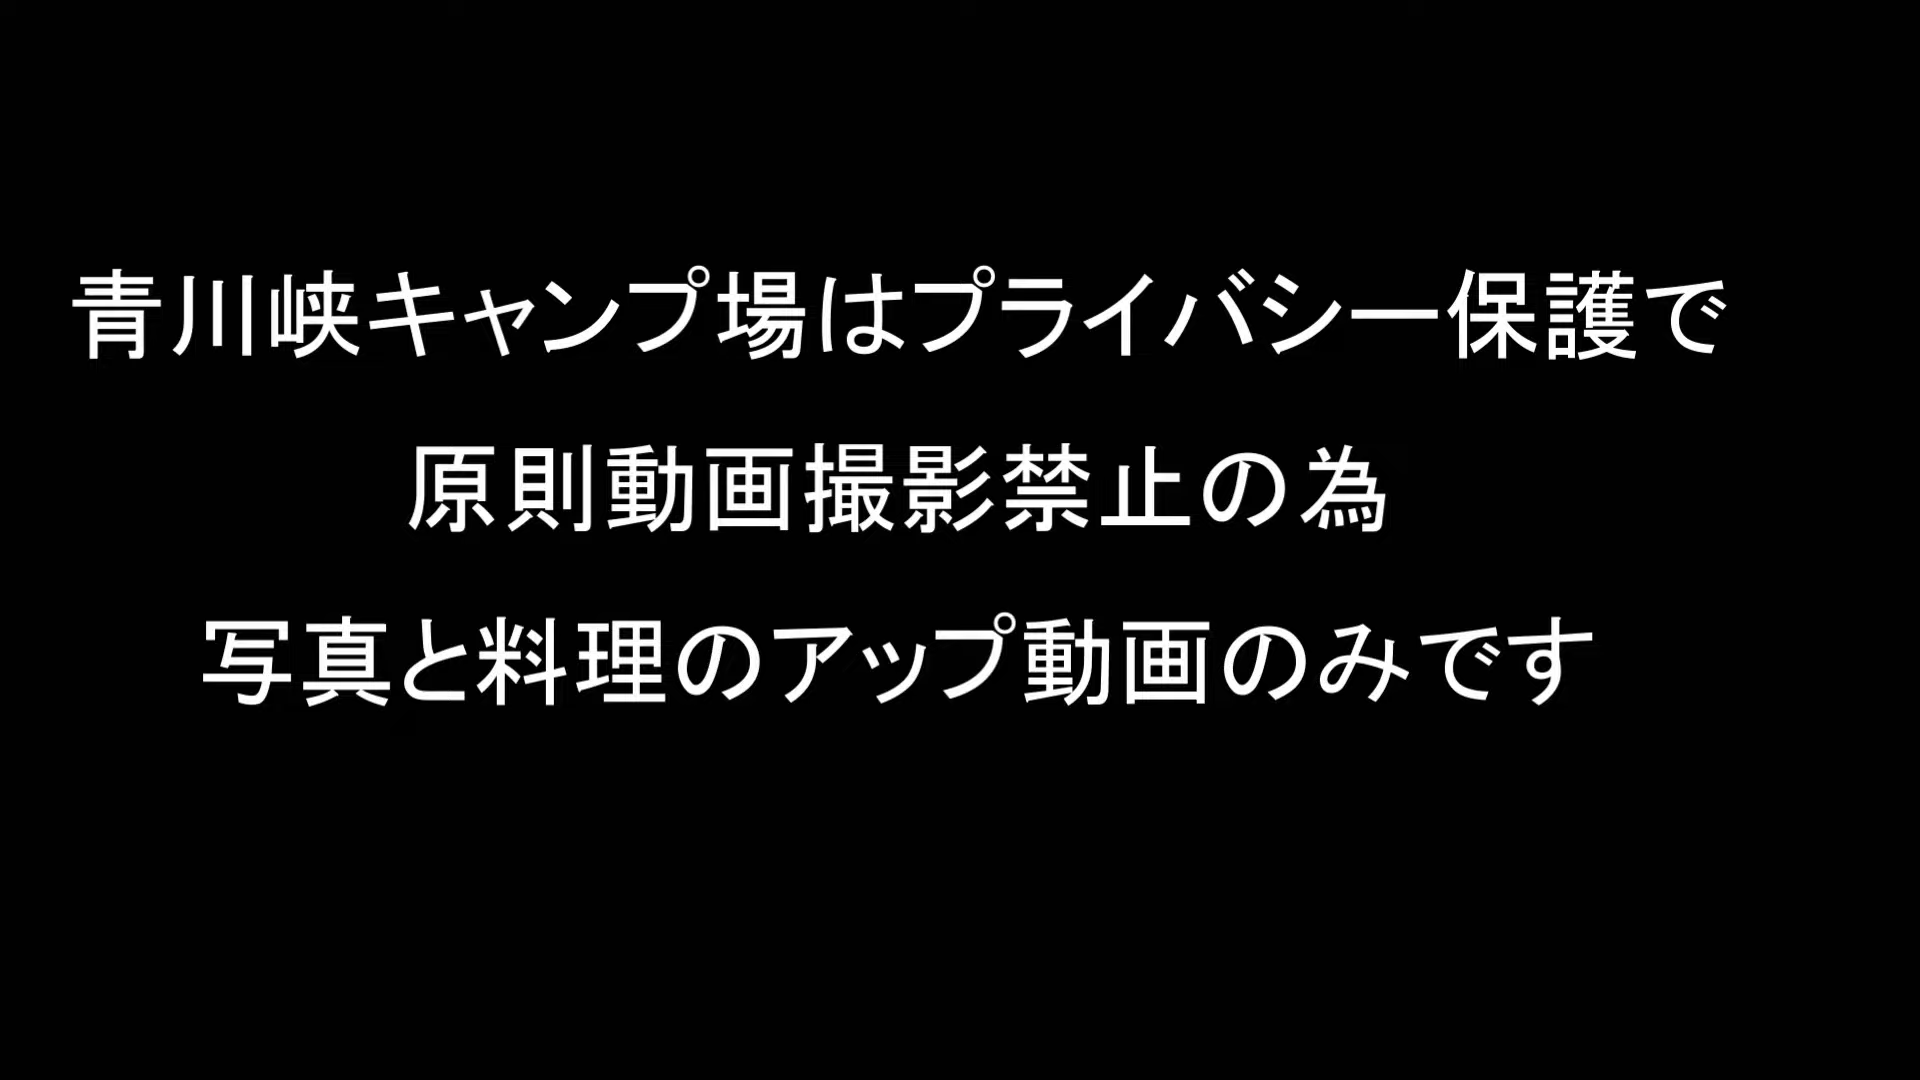 青川峡キャンプ場はプライバシー保護で
原則動画撮影禁止の為
写真と料理のアップ動画のみです